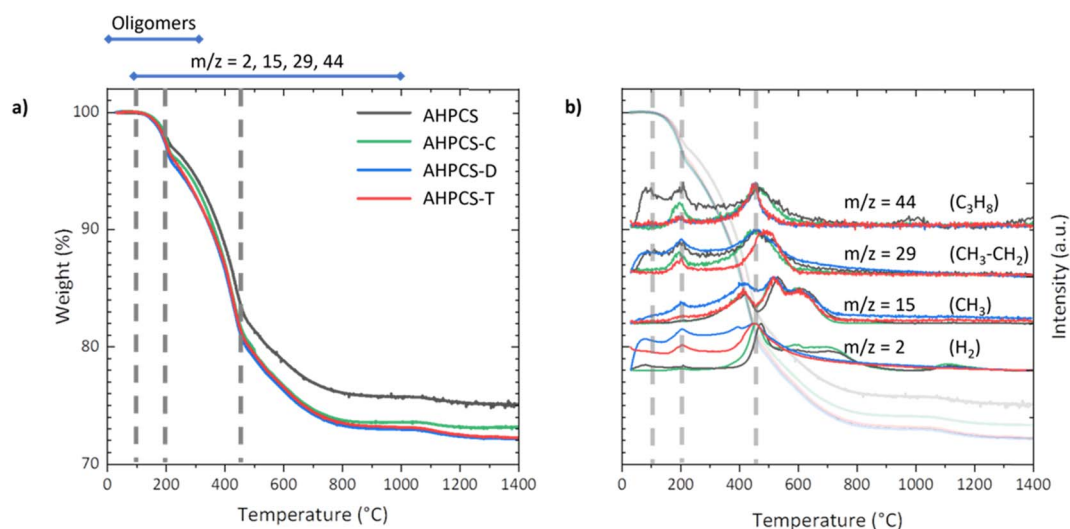 Oligomers
m/z = 2, 15, 29, 44
a)
100
90
80
70
Weight (%)
AHPCS
AHPCS-C
AHPCS-D
AHPCS-T
0 200 400 600 800 1000 1200 1400
Temperature (°C)
b)
m/z = 44 (C₃H₈)
m/z = 29 (CH₃-CH₂)
m/z = 15 (CH₃)
m/z = 2 (H₂)
Intensity (a.u.)
0 200 400 600 800 1000 1200 1400
Temperature (°C)